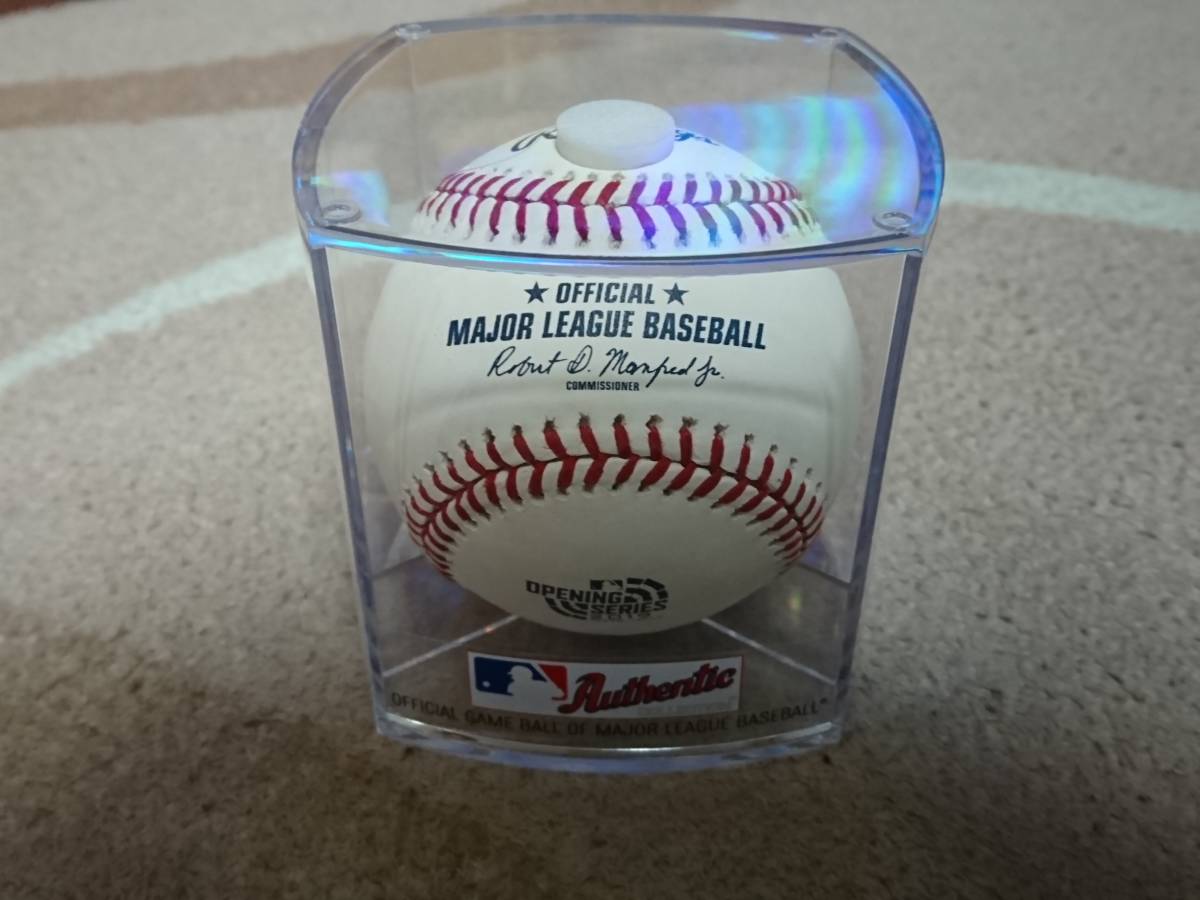 ★ OFFICIAL ★
MAJOR LEAGUE BASEBALL
Robert D. Manfred Jr.
COMMISSIONER
OPENING
SERIES
Authentic
OFFICIAL GAME BALL OF MAJOR LEAGUE BASEBALL